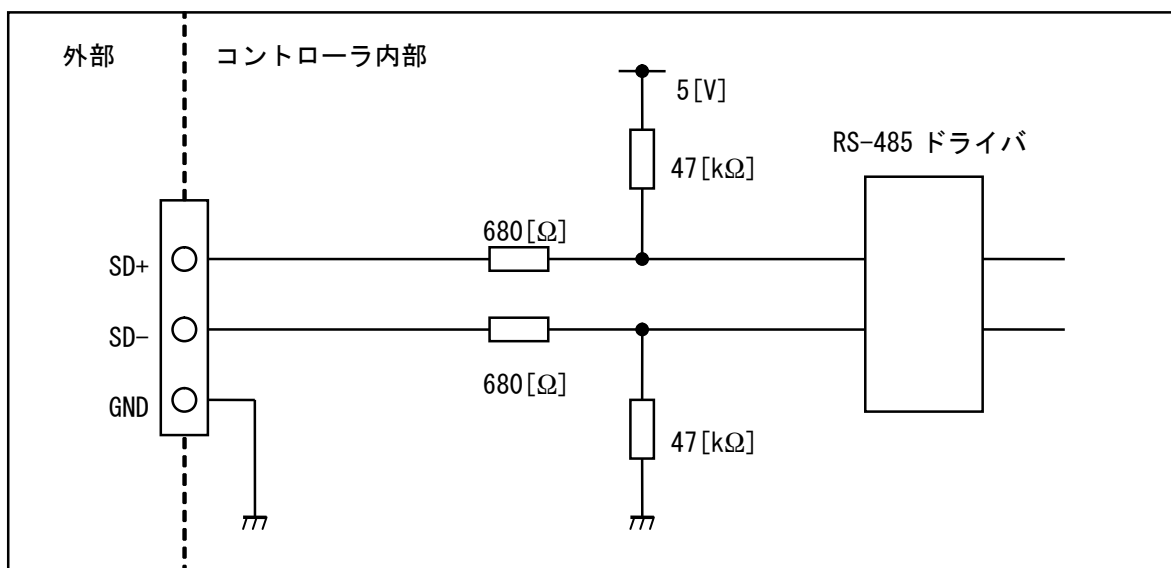 外部
コントローラ内部
5[V]
47[kΩ]
RS-485 ドライバ
680[Ω]
SD+
SD-
680[Ω]
GND
47[kΩ]